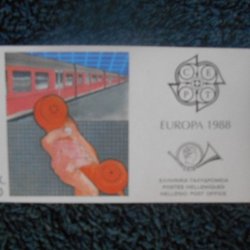 C E
P T
EUROPA 1988
ΕΛΛΗΝΙΚΑ ΤΑΧΥΔΡΟΜΕΙΑ
POSTES HELLENIQUES
HELLENIC POST OFFICE